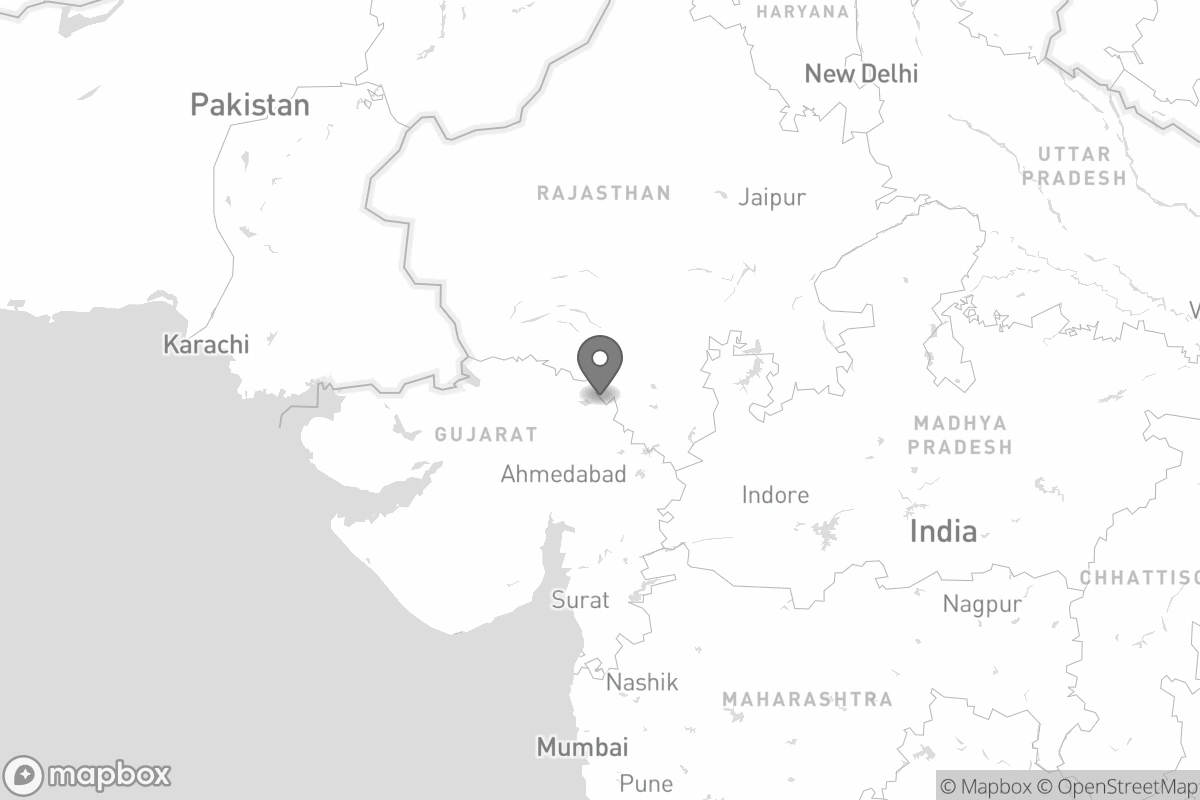 HARYANA
New Delhi
Pakistan
UTTAR
PRADESH
RAJASTHAN
Jaipur
V
Karachi
MADHYA
PRADESH
GUJARAT
Ahmedabad
Indore
India
CHHATTISG
Surat
Nagpur
Nashik
MAHARASHTRA
Mumbai
Pune
mapbox
© Mapbox © OpenStreetMap